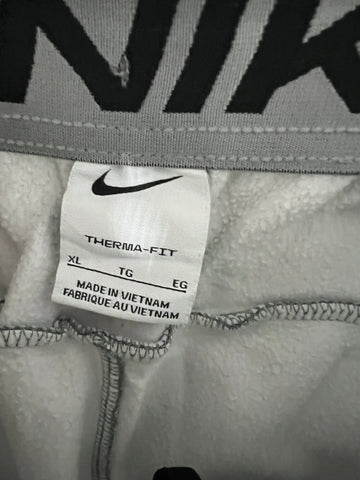 NIK
THERMA-FIT
XL TG EG
MADE IN VIETNAM
FABRIQUE AU VIETNAM